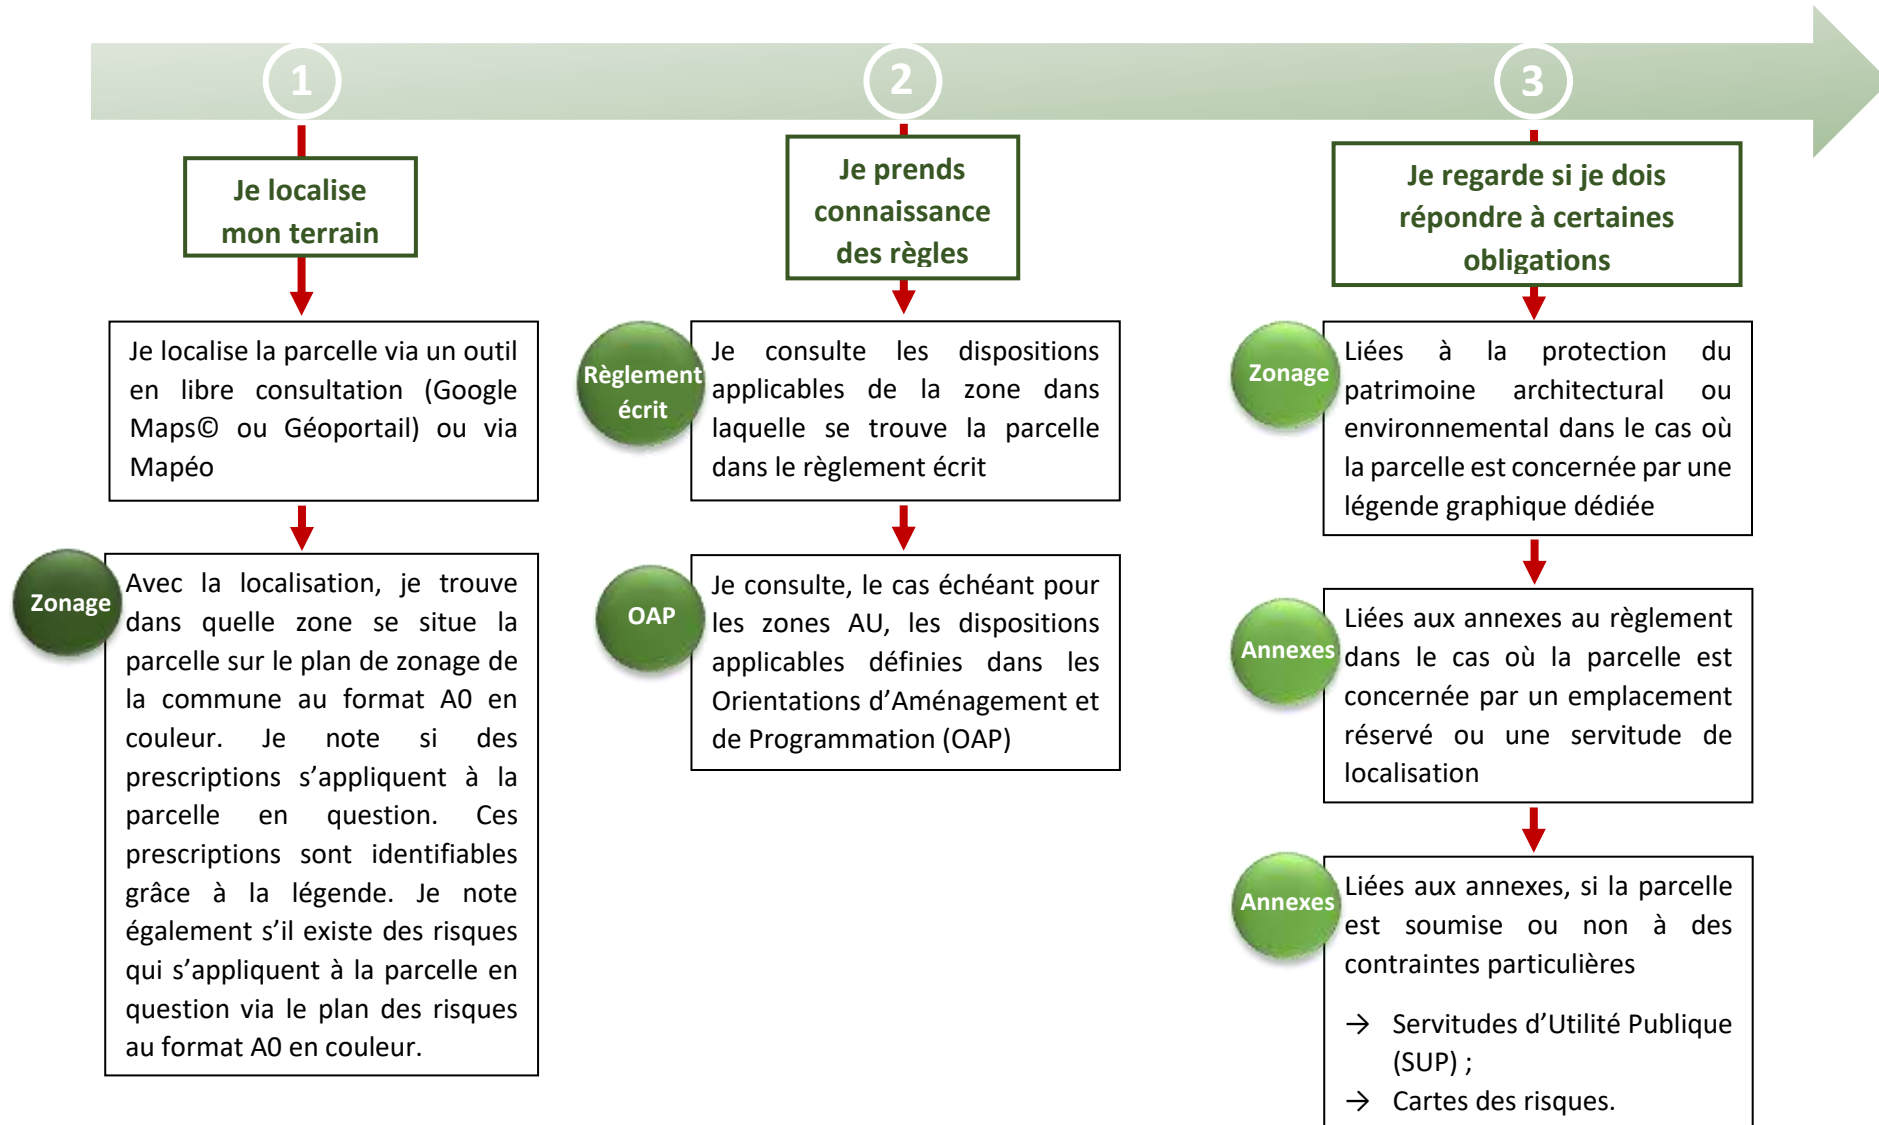 1
Je localise
mon terrain
Je localise la parcelle via un outil
en libre consultation (Google
Maps© ou Géoportail) ou via
Mapéo
Zonage
Avec la localisation, je trouve
dans quelle zone se situe la
parcelle sur le plan de zonage de
la commune au format A0 en
couleur. Je note si des
prescriptions s’appliquent à la
parcelle en question. Ces
prescriptions sont identifiables
grâce à la légende. Je note
également s’il existe des risques
qui s’appliquent à la parcelle en
question via le plan des risques
au format A0 en couleur.
2
Je prends
connaissance
des règles
Règlement
écrit
Je consulte les dispositions
applicables de la zone dans
laquelle se trouve la parcelle
dans le règlement écrit
OAP
Je consulte, le cas échéant pour
les zones AU, les dispositions
applicables définies dans les
Orientations d’Aménagement et
de Programmation (OAP)
3
Je regarde si je dois
répondre à certaines
obligations
Zonage
Liées à la protection du
patrimoine architectural ou
environnemental dans le cas où
la parcelle est concernée par une
légende graphique dédiée
Annexes
Liées aux annexes au règlement
dans le cas où la parcelle est
concernée par un emplacement
réservé ou une servitude de
localisation
Annexes
Liées aux annexes, si la parcelle
est soumise ou non à des
contraintes particulières
→ Servitudes d’Utilité Publique
(SUP) ;
→ Cartes des risques.